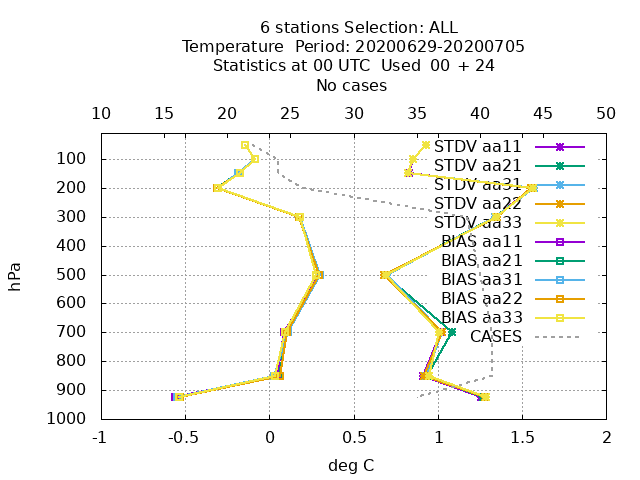 6 stations Selection: ALL
Temperature  Period: 20200629-20200705
Statistics at 00 UTC  Used  00 + 24
No cases
10 15 20 25 30 35 40 45 50
STDV aa11
STDV aa21
STDV aa31
STDV aa22
STDV aa33
BIAS aa11
BIAS aa21
BIAS aa31
BIAS aa22
BIAS aa33
CASES
hPa
100
200
300
400
500
600
700
800
900
1000
-1 -0.5 0 0.5 1 1.5 2
deg C